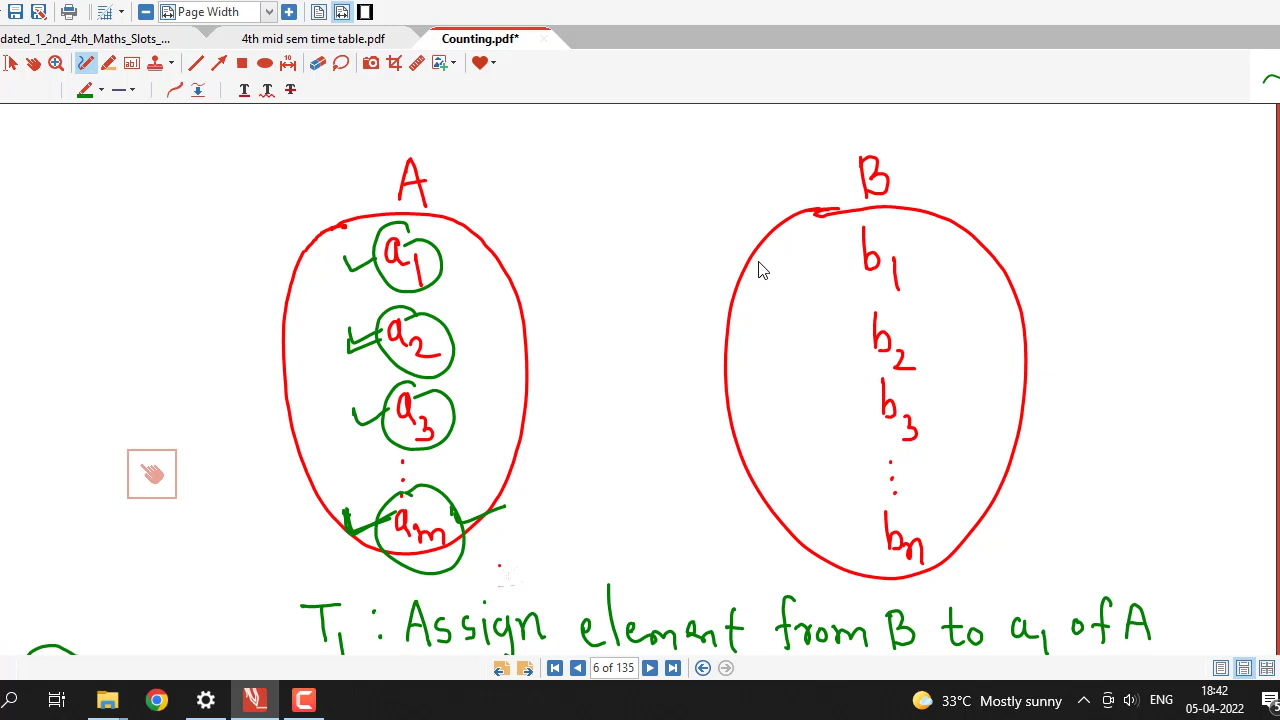 Page Width
dated_1_2nd_4th_Maths_Slots_...
4th mid sem time table.pdf
Counting.pdf*
10
T T T
A
B
a1
b1
a2
b2
a3
b3
⋮
⋮
am
bn
T1 : Assign element from B to a1 of A
6 of 135
33°C Mostly sunny
ENG
18:42
05-04-2022